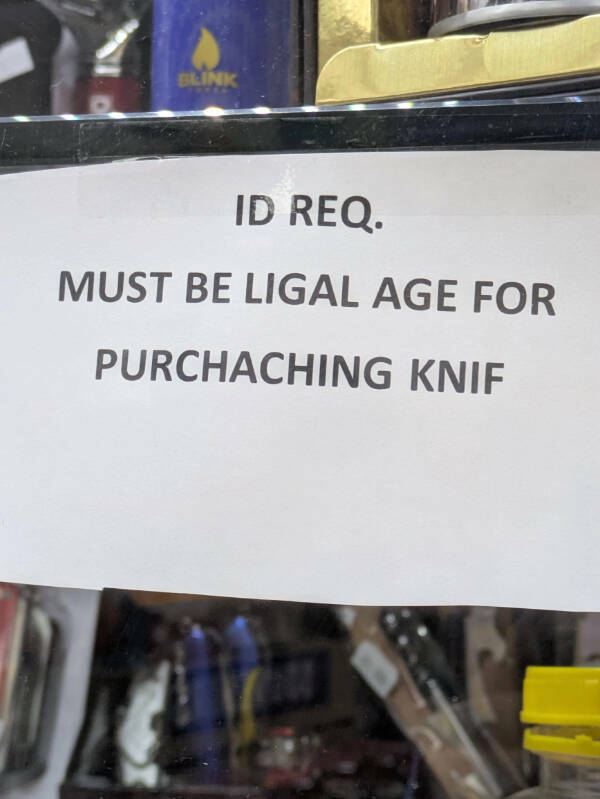 BLINK
ID REQ.
MUST BE LIGAL AGE FOR
PURCHACHING KNIF